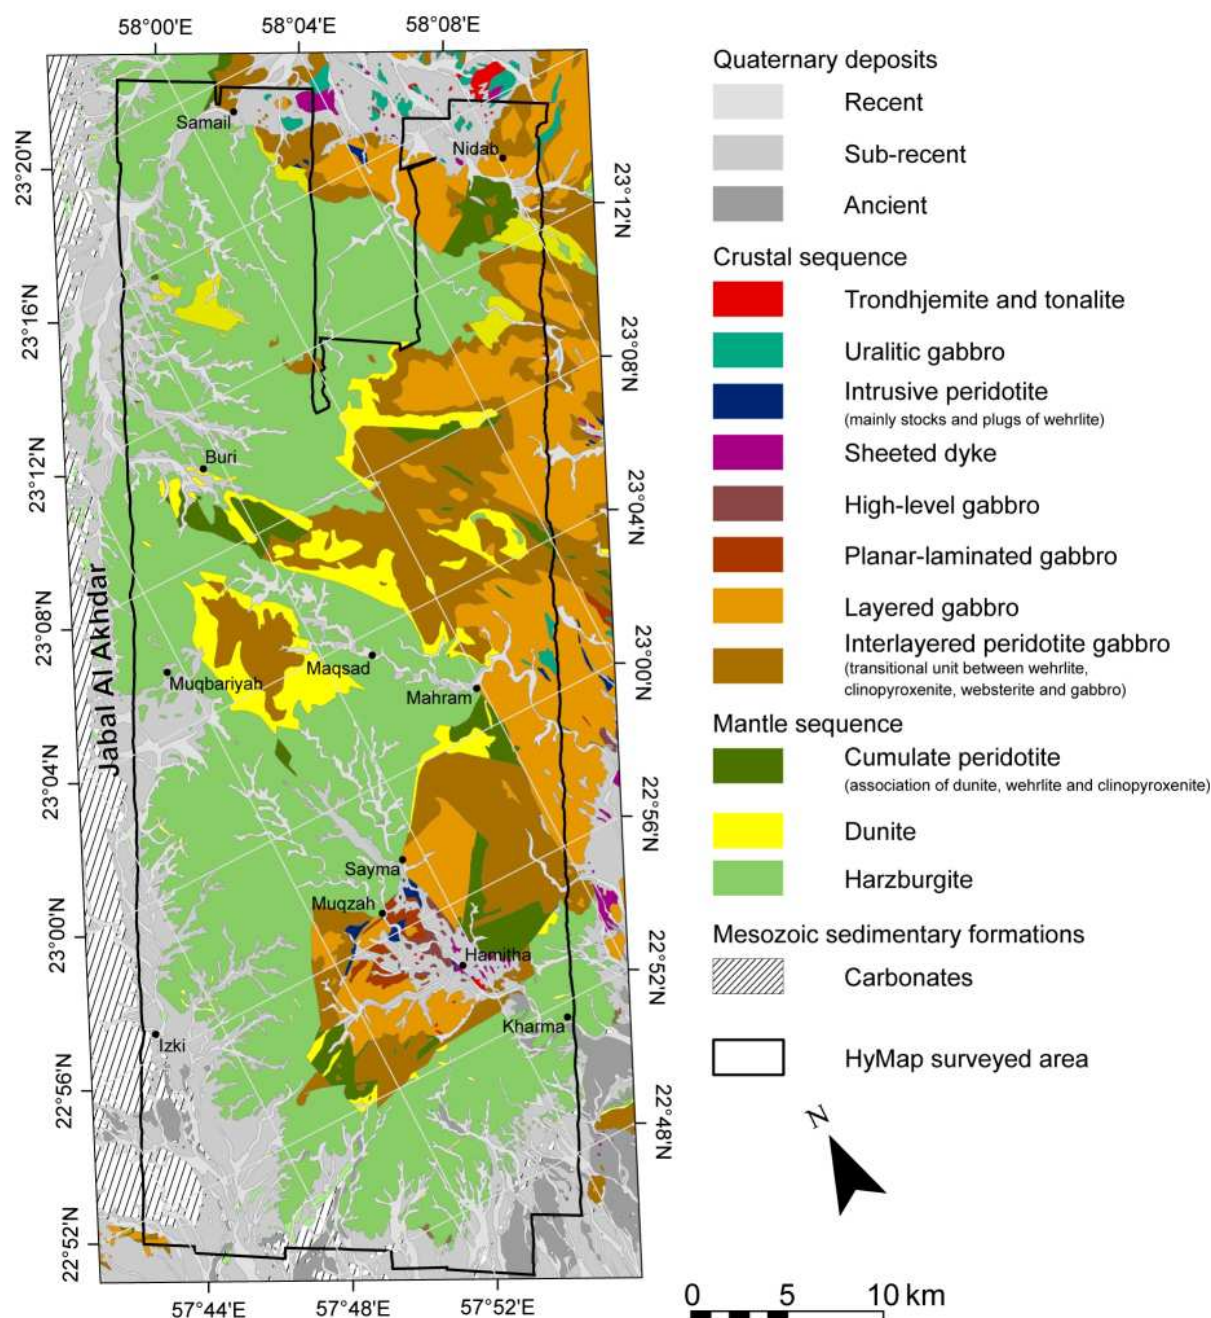 58°00'E
58°04'E
58°08'E
23°20'N
23°16'N
23°12'N
23°08'N
23°04'N
23°00'N
22°56'N
22°52'N
23°12'N
23°08'N
23°04'N
23°00'N
22°56'N
22°52'N
22°48'N
57°44'E
57°48'E
57°52'E
Samail
Nidab
Buri
Jabal Al Akhdar
Muqbariyah
Maqsad
Mahram
Sayma
Muqzah
Hamitha
Kharma
Izki
Quaternary deposits
Recent
Sub-recent
Ancient
Crustal sequence
Trondhjemite and tonalite
Uralitic gabbro
Intrusive peridotite
(mainly stocks and plugs of wehrlite)
Sheeted dyke
High-level gabbro
Planar-laminated gabbro
Layered gabbro
Interlayered peridotite gabbro
(transitional unit between wehrlite,
clinopyroxenite, websterite and gabbro)
Mantle sequence
Cumulate peridotite
(association of dunite, wehrlite and clinopyroxenite)
Dunite
Harzburgite
Mesozoic sedimentary formations
Carbonates
HyMap surveyed area
N
0 5 10 km